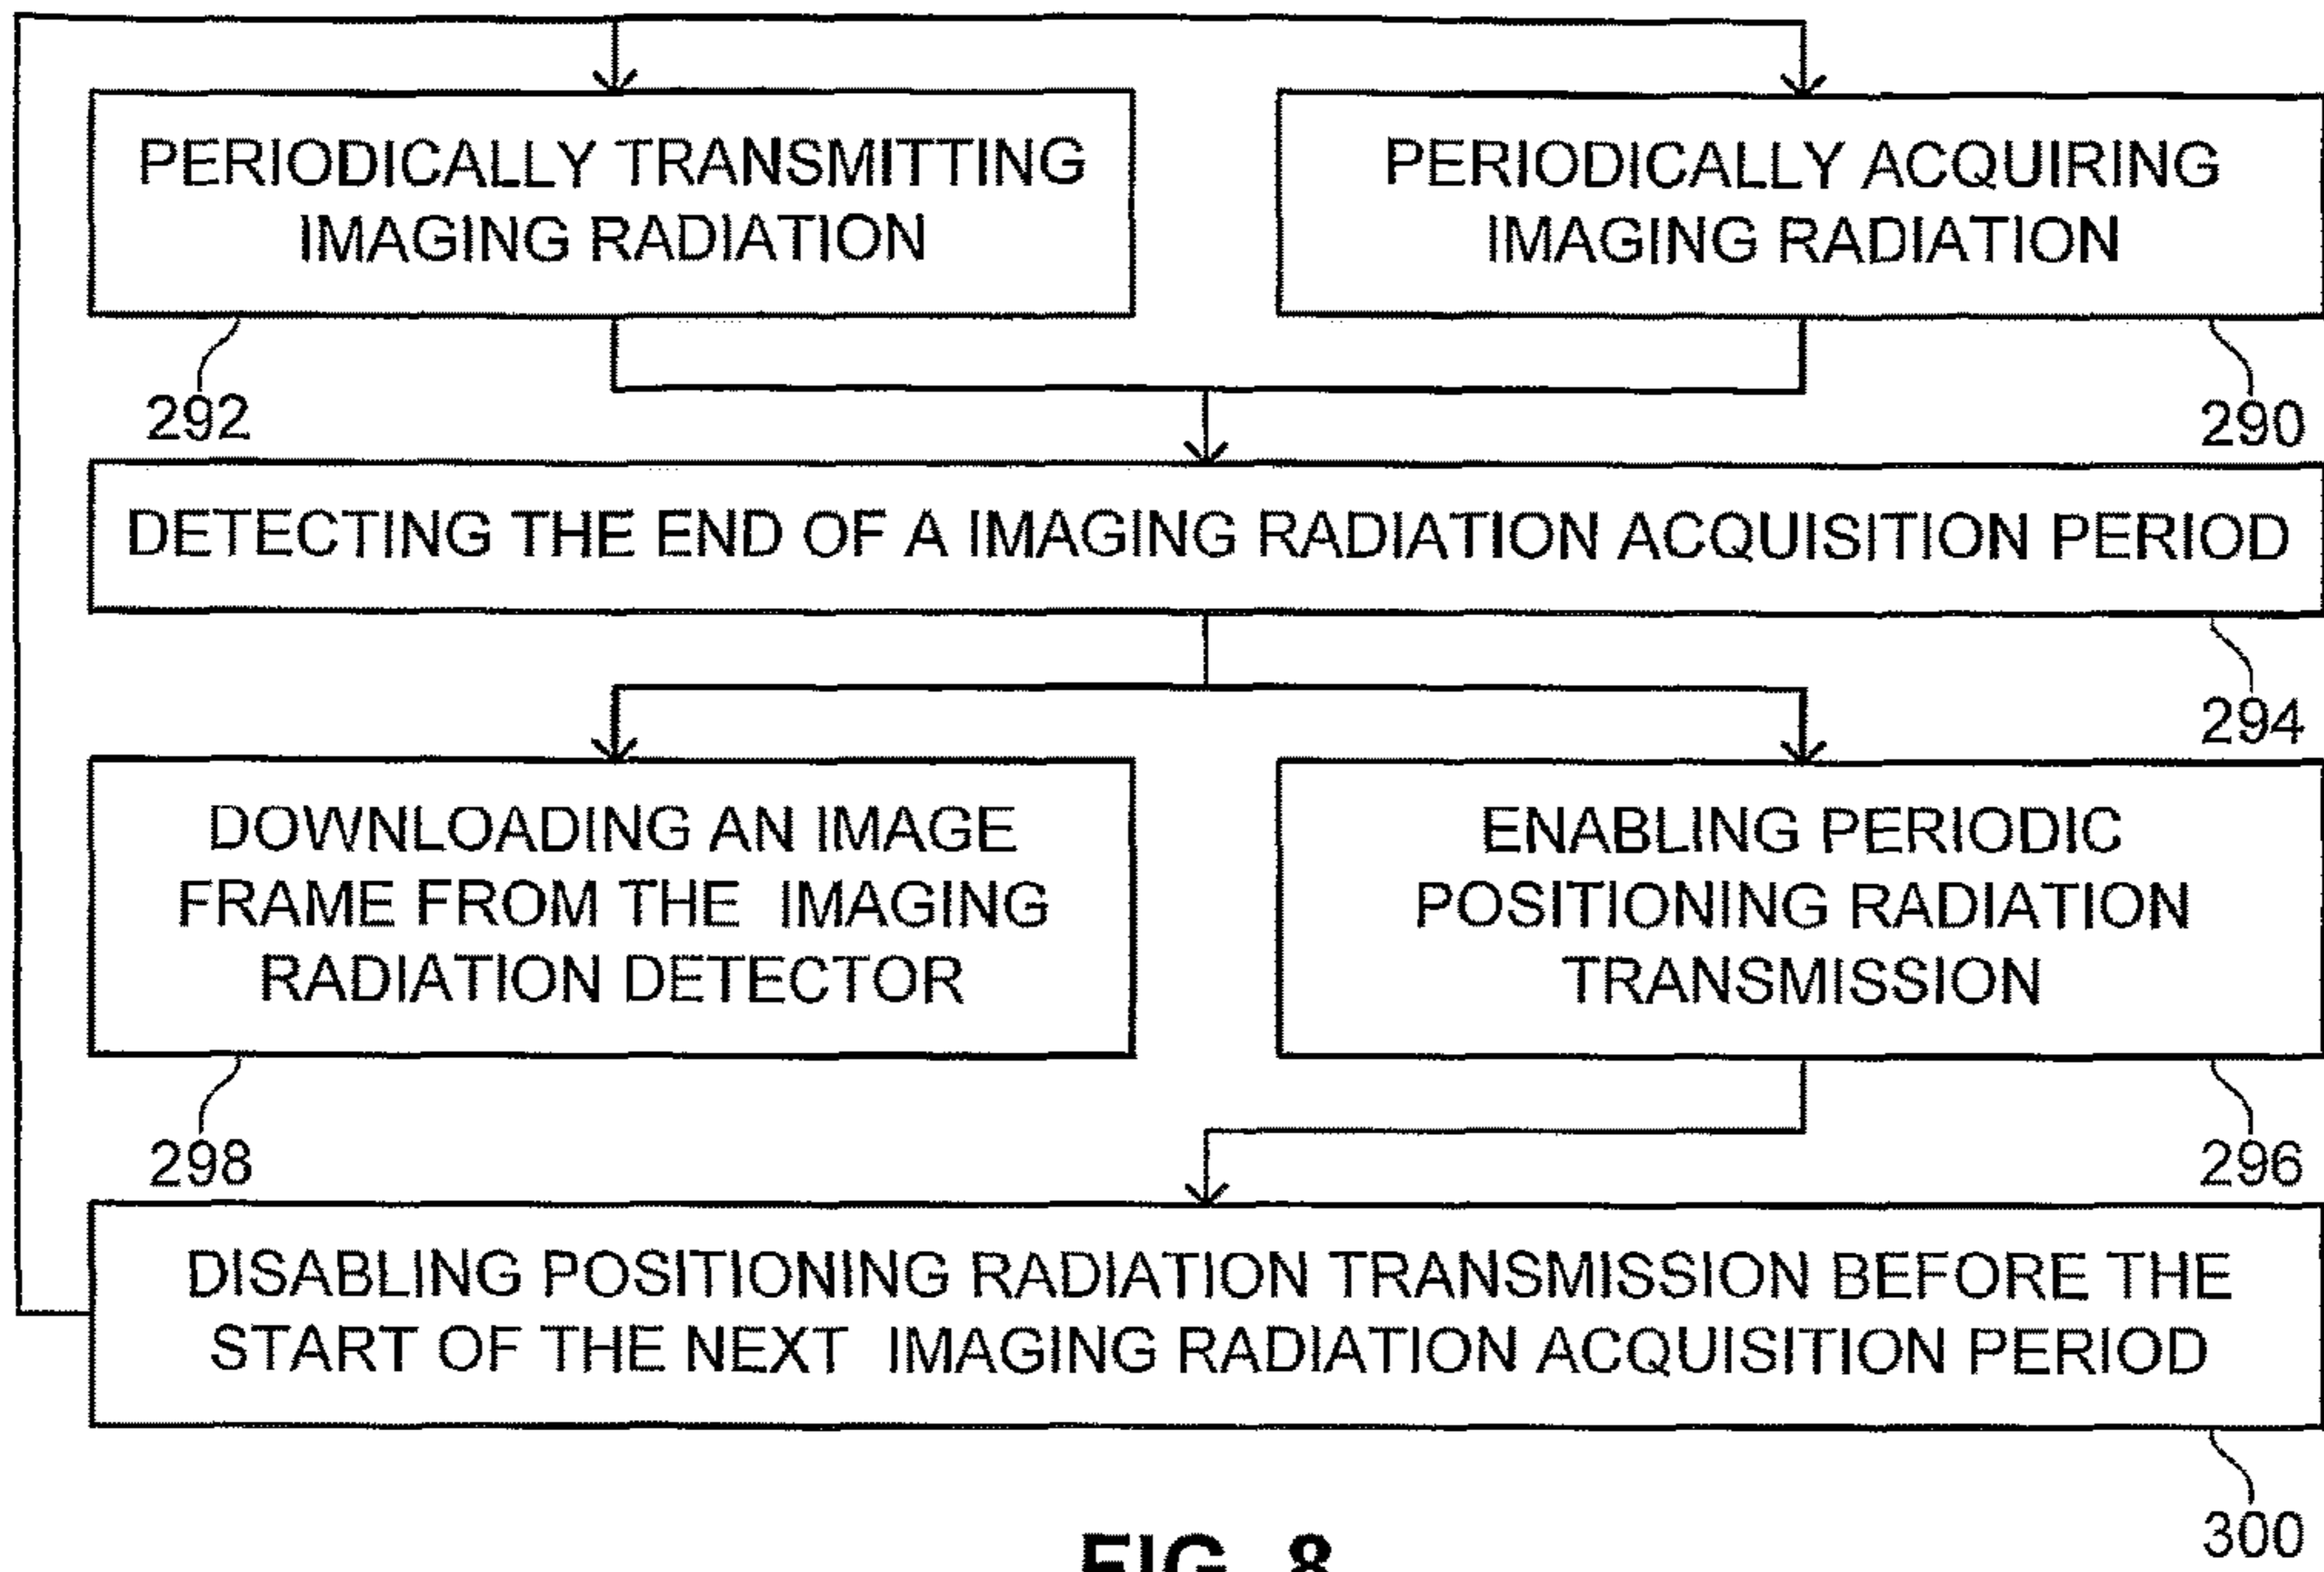 PERIODICALLY TRANSMITTING
IMAGING RADIATION
292
PERIODICALLY ACQUIRING
IMAGING RADIATION
290
DETECTING THE END OF A IMAGING RADIATION ACQUISITION PERIOD
294
DOWNLOADING AN IMAGE
FRAME FROM THE IMAGING
RADIATION DETECTOR
298
ENABLING PERIODIC
POSITIONING RADIATION
TRANSMISSION
296
DISABLING POSITIONING RADIATION TRANSMISSION BEFORE THE
START OF THE NEXT IMAGING RADIATION ACQUISITION PERIOD
300
FIG. 8